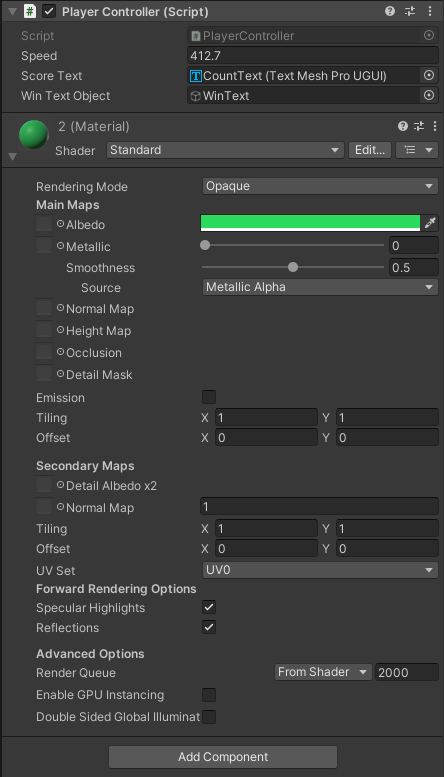 Player Controller (Script)
Script PlayerController
Speed 412.7
Score Text CountText (Text Mesh Pro UGUI)
Win Text Object WinText
2 (Material)
Shader Standard Edit...
Rendering Mode Opaque
Main Maps
Albedo
Metallic 0
Smoothness 0.5
Source Metallic Alpha
Normal Map
Height Map
Occlusion
Detail Mask
Emission
Tiling X 1 Y 1
Offset X 0 Y 0
Secondary Maps
Detail Albedo x2
Normal Map 1
Tiling X 1 Y 1
Offset X 0 Y 0
UV Set UV0
Forward Rendering Options
Specular Highlights
Reflections
Advanced Options
Render Queue From Shader 2000
Enable GPU Instancing
Double Sided Global Illuminat
Add Component